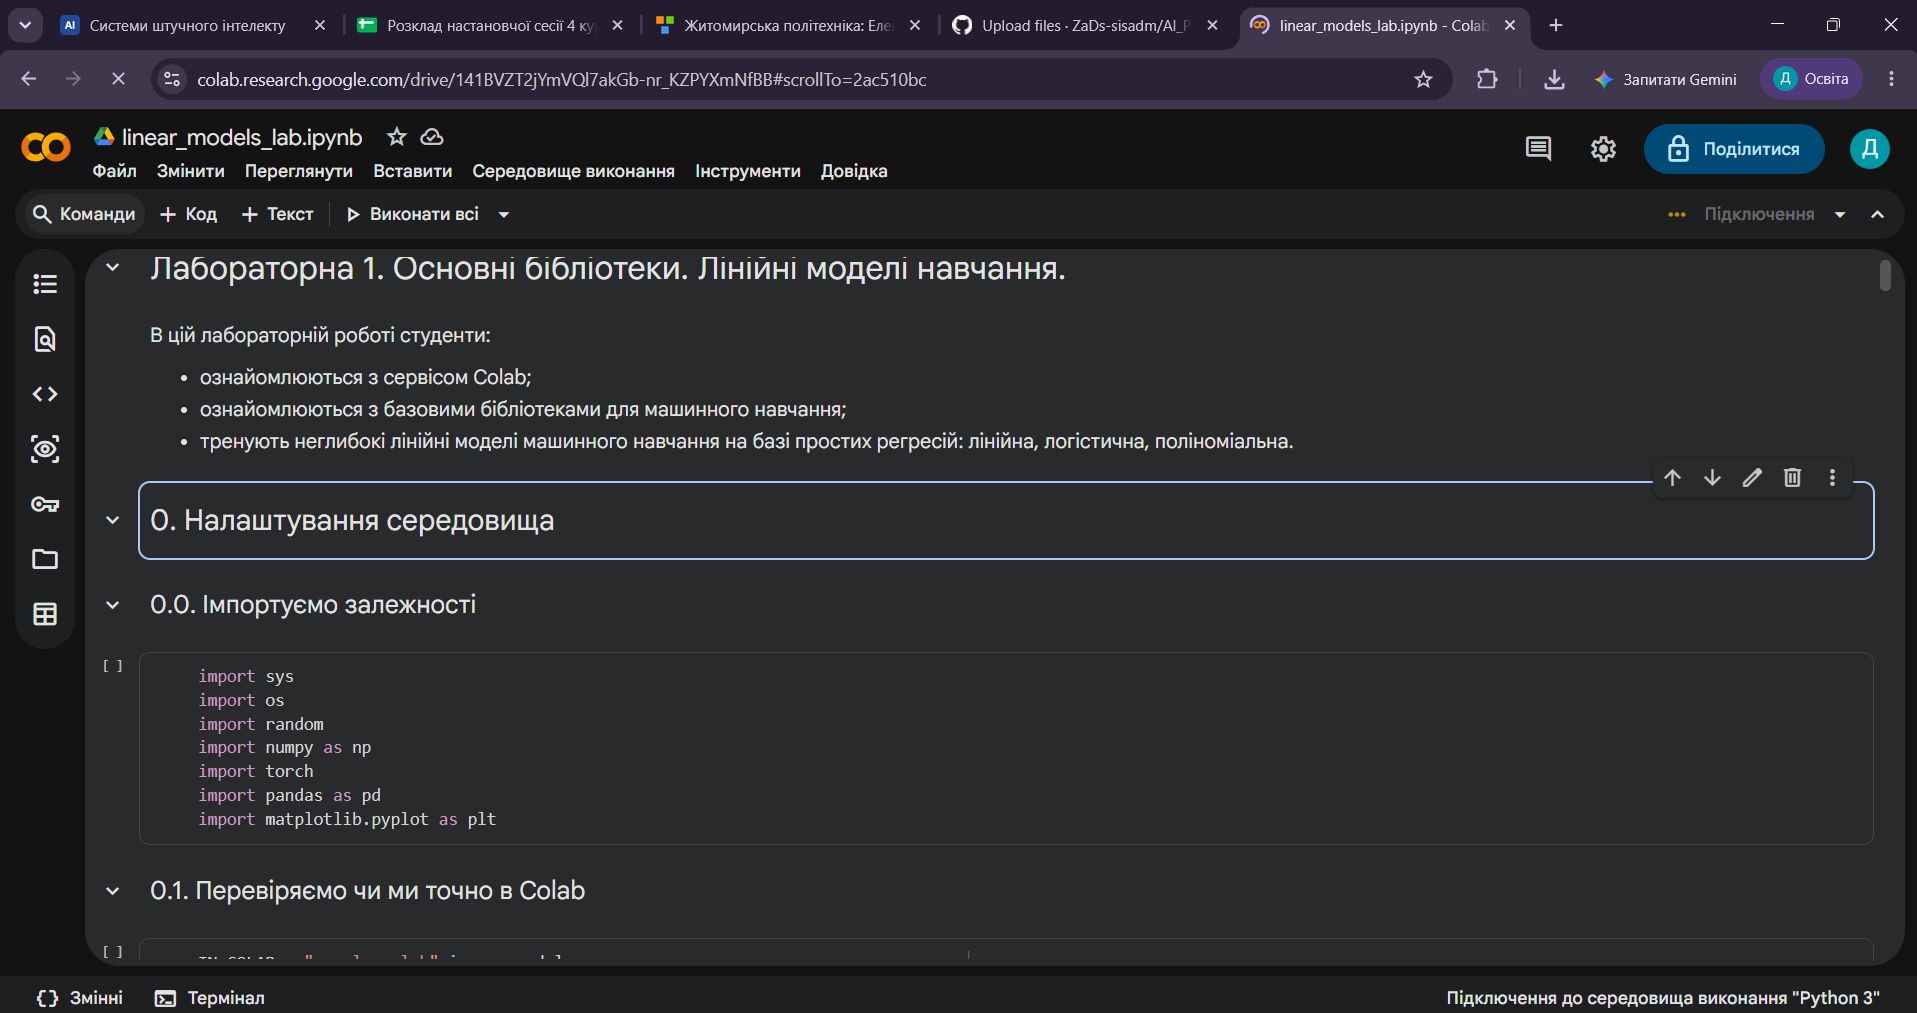 AI Системи штучного інтелекту
Розклад настановчої сесії 4 ку
Житомирська політехніка: Еле
Upload files · ZaDs-sisadm/AI_P
linear_models_lab.ipynb - Colab
colab.research.google.com/drive/141BVZT2jYmVQl7akGb-nr_KZPYXmNfBB#scrollTo=2ac510bc
Запитати Gemini
Д Освіта
linear_models_lab.ipynb
Файл Змінити Переглянути Вставити Середовище виконання Інструменти Довідка
Поділитися
Д
Команди + Код + Текст Виконати всі
Підключення
Лабораторна 1. Основні бібліотеки. Лінійні моделі навчання.
В цій лабораторній роботі студенти:
• ознайомлюються з сервісом Colab;
• ознайомлюються з базовими бібліотеками для машинного навчання;
• тренують неглибокі лінійні моделі машинного навчання на базі простих регресій: лінійна, логістична, поліноміальна.
0. Налаштування середовища
0.0. Імпортуємо залежності
[ ]
import sys
import os
import random
import numpy as np
import torch
import pandas as pd
import matplotlib.pyplot as plt
0.1. Перевіряємо чи ми точно в Colab
[ ]
{} Змінні
Термінал
Підключення до середовища виконання "Python 3"